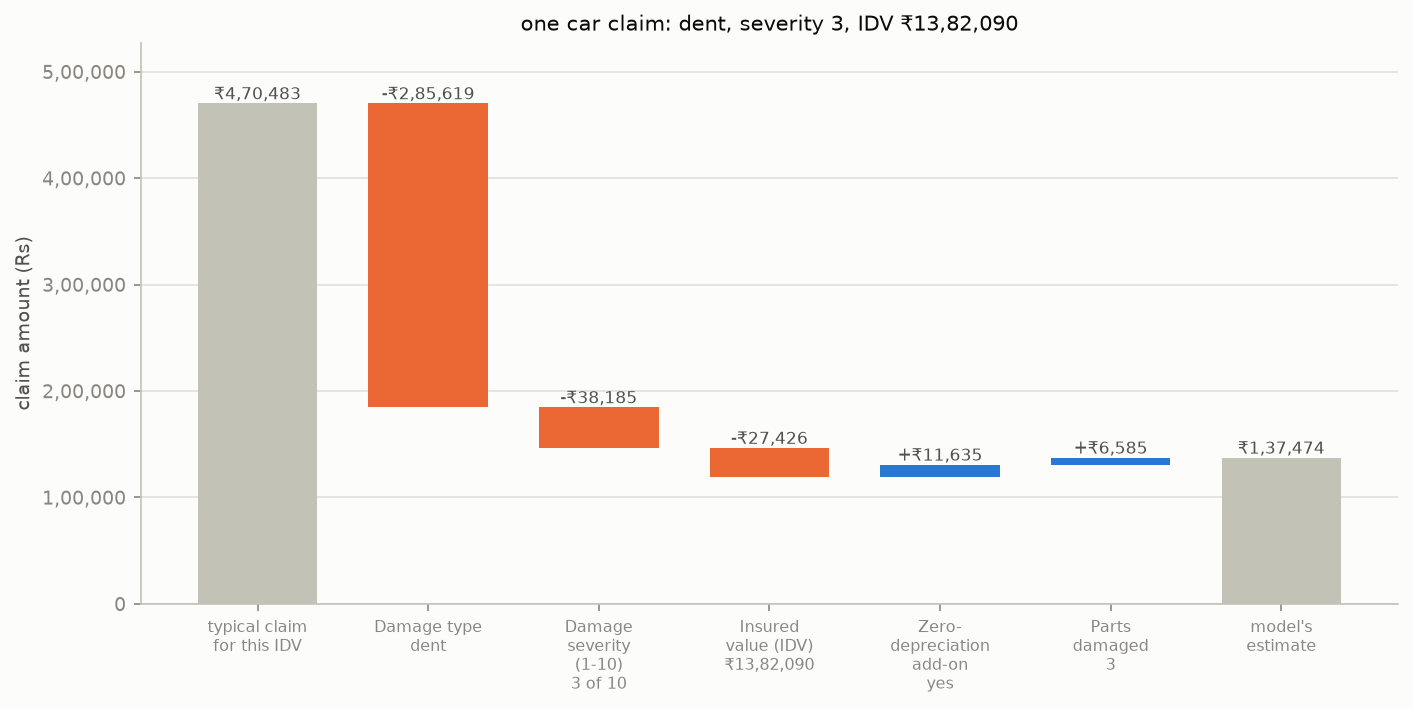 one car claim: dent, severity 3, IDV ₹13,82,090
claim amount (Rs)
5,00,000
4,00,000
3,00,000
2,00,000
1,00,000
0
₹4,70,483
-₹2,85,619
-₹38,185
-₹27,426
+₹11,635
+₹6,585
₹1,37,474
typical claim
for this IDV
Damage type
dent
Damage
severity
(1-10)
3 of 10
Insured
value (IDV)
₹13,82,090
Zero-
depreciation
add-on
yes
Parts
damaged
3
model's
estimate